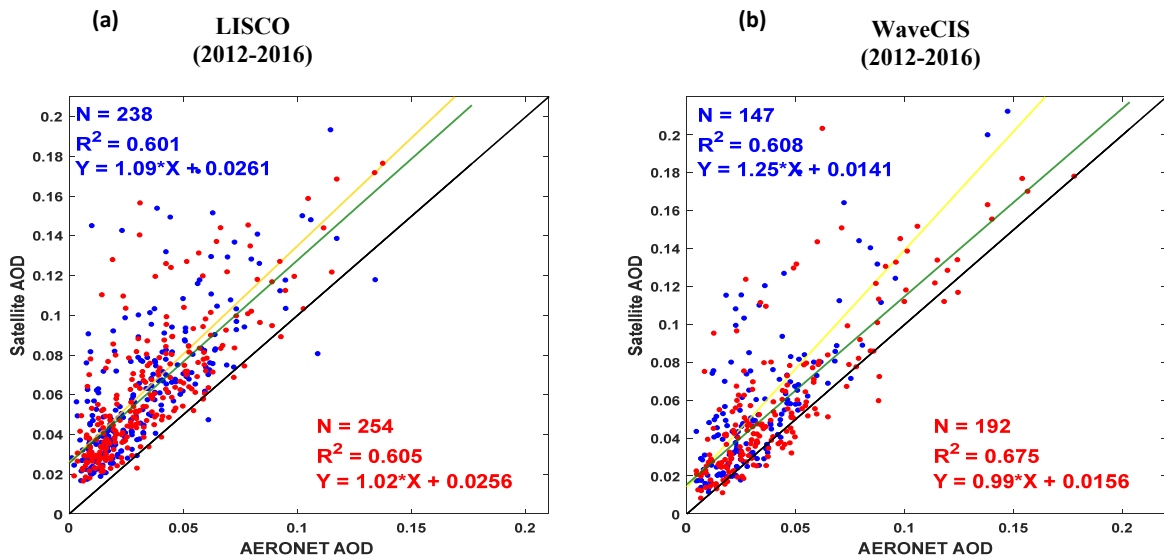 (a)
LISCO
(2012-2016)
N = 238
R² = 0.601
Y = 1.09*X + 0.0261
N = 254
R² = 0.605
Y = 1.02*X + 0.0256
Satellite AOD
0.2
0.18
0.16
0.14
0.12
0.1
0.08
0.06
0.04
0.02
0
0 0.05 0.1 0.15 0.2
AERONET AOD
(b)
WaveCIS
(2012-2016)
N = 147
R² = 0.608
Y = 1.25*X + 0.0141
N = 192
R² = 0.675
Y = 0.99*X + 0.0156
Satellite AOD
0.2
0.18
0.16
0.14
0.12
0.1
0.08
0.06
0.04
0.02
0
0 0.05 0.1 0.15 0.2
AERONET AOD